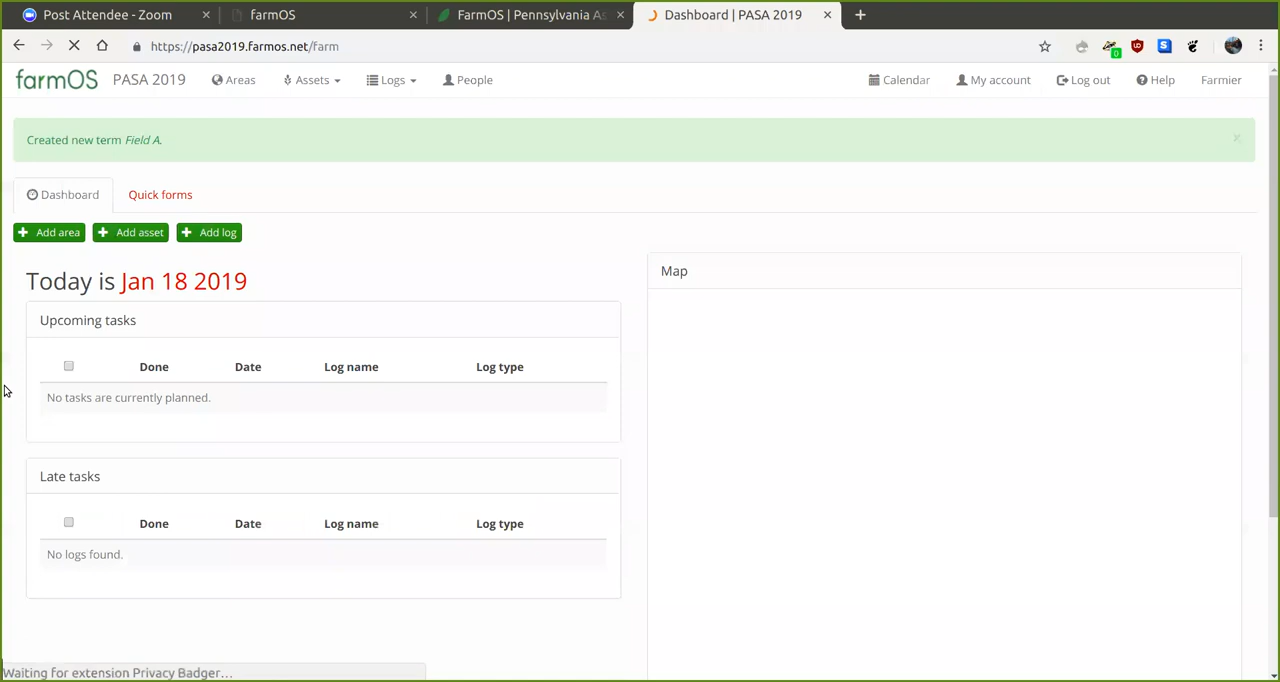 Post Attendee - Zoom
farmOS
FarmOS | Pennsylvania As
Dashboard | PASA 2019
https://pasa2019.farmos.net/farm
0
farmOS PASA 2019 Areas Assets Logs People Calendar My account Log out Help Farmier
Created new term Field A.
×
Dashboard Quick forms
Add area Add asset Add log
Today is Jan 18 2019
Upcoming tasks
Done Date Log name Log type
No tasks are currently planned.
Late tasks
Done Date Log name Log type
No logs found.
Map
Waiting for extension Privacy Badger...